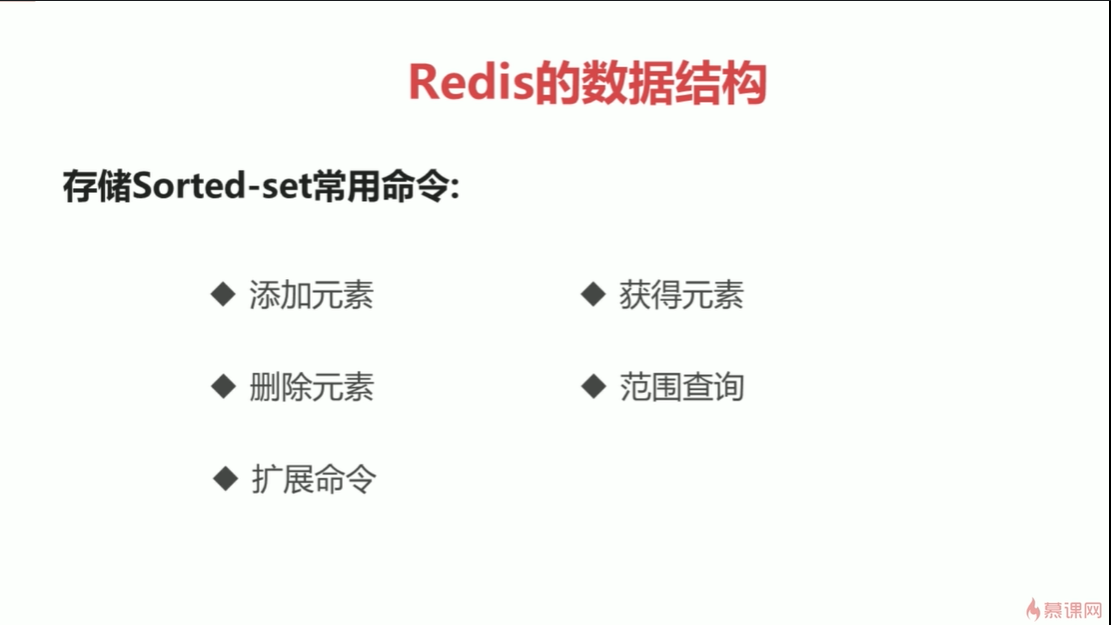 Redis的数据结构
存储Sorted-set常用命令:
◆ 添加元素 ◆ 获得元素
◆ 删除元素 ◆ 范围查询
◆ 扩展命令
慕课网